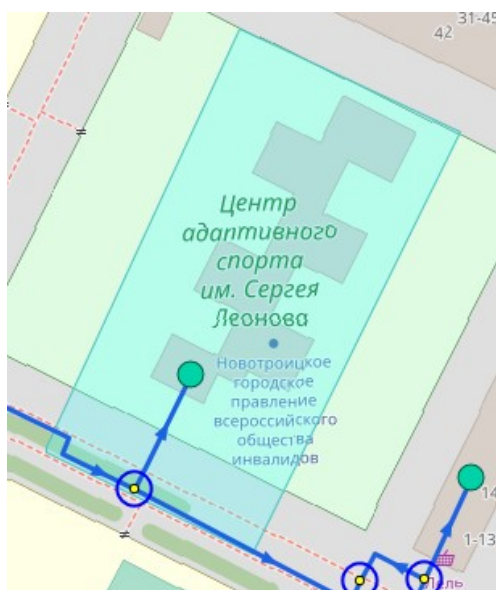 31-45
42
Центр
адаптивного
спорта
им. Сергея
Леонова
Новотроицкое
городское
правление
всероссийского
общества
инвалидов
14
1-13